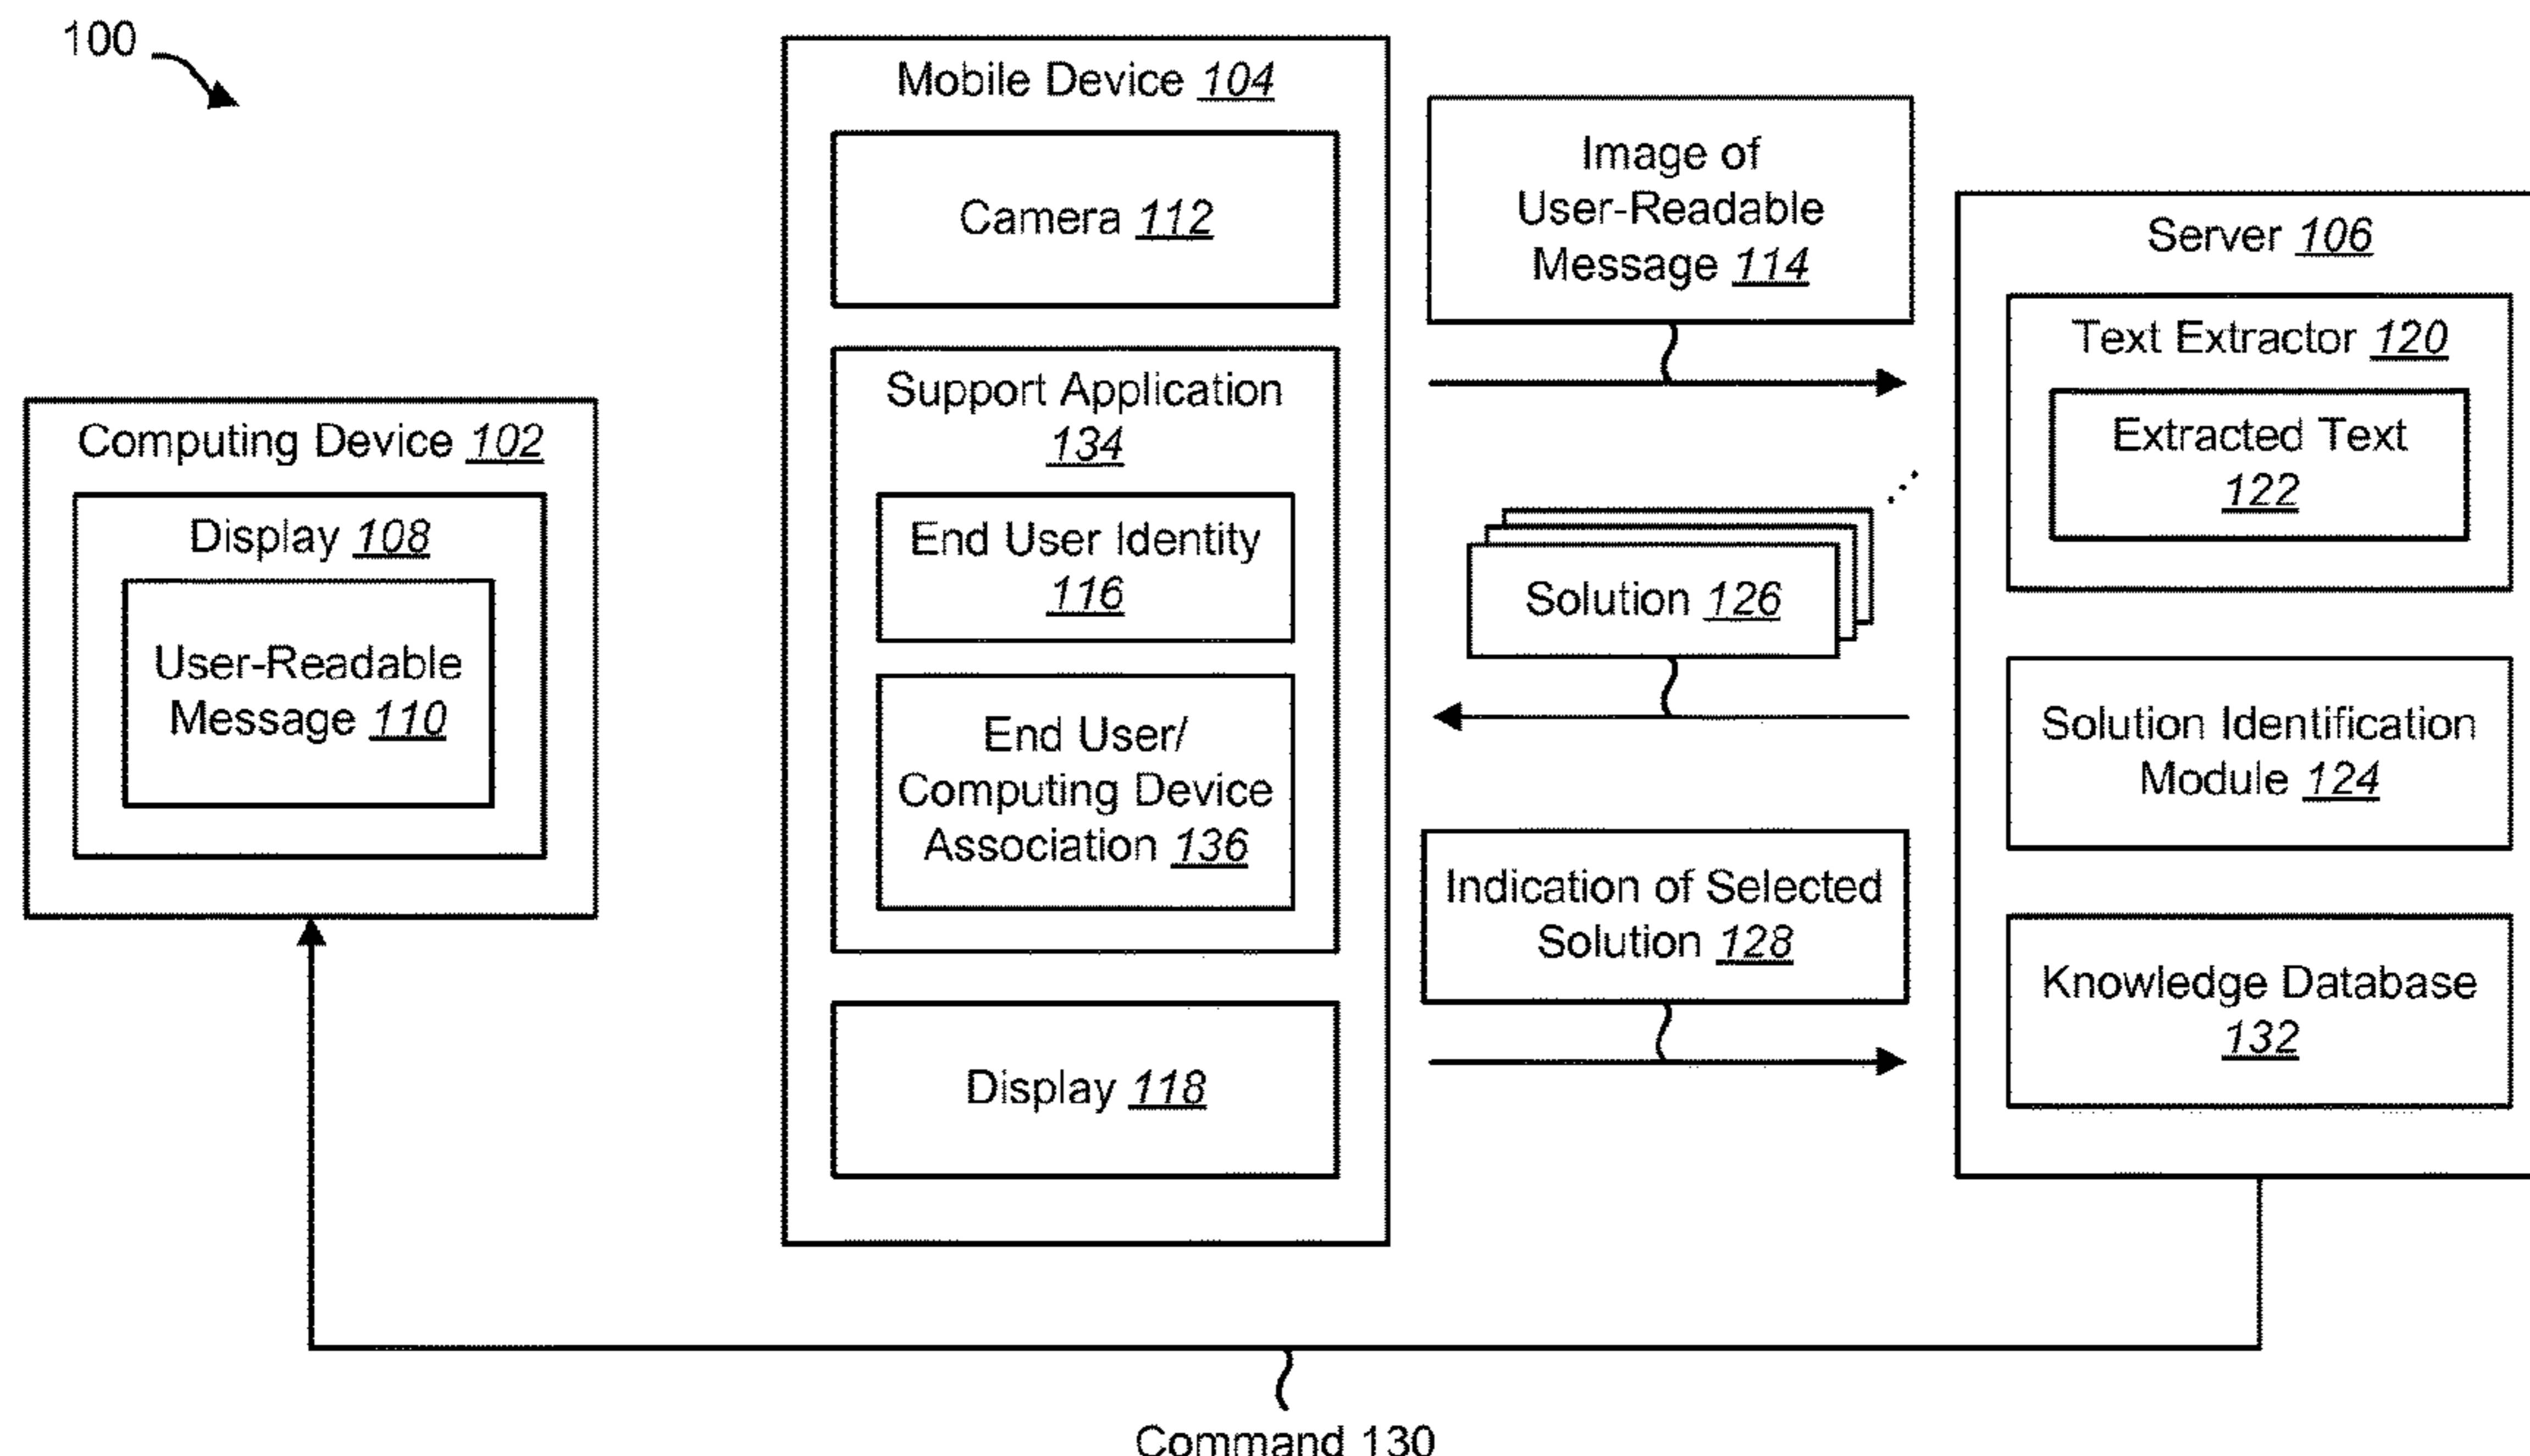 100
Computing Device 102
Display 108
User-Readable
Message 110
Mobile Device 104
Camera 112
Support Application
134
End User Identity
116
End User/
Computing Device
Association 136
Display 118
Image of
User-Readable
Message 114
Solution 126
Indication of Selected
Solution 128
Server 106
Text Extractor 120
Extracted Text
122
Solution Identification
Module 124
Knowledge Database
132
Command 130